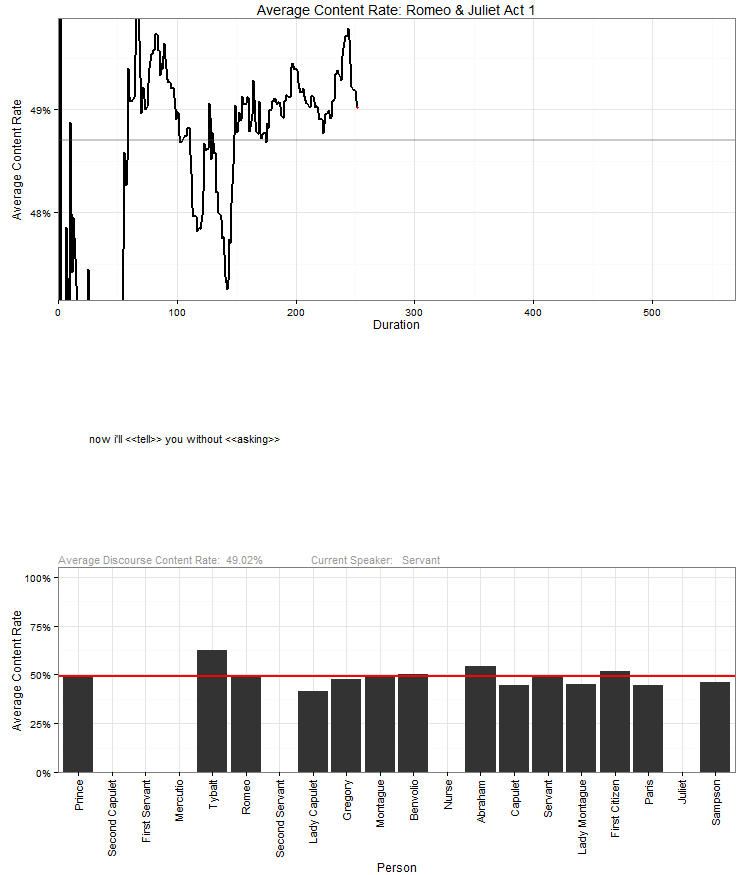 Average Content Rate: Romeo & Juliet Act 1
Average Content Rate
49%
48%
0 100 200 300 400 500
Duration
now i'll <<tell>> you without <<asking>>
Average Discourse Content Rate: 49.02% Current Speaker: Servant
Average Content Rate
100%
75%
50%
25%
0%
Prince
Second Capulet
First Servant
Mercutio
Tybalt
Romeo
Second Servant
Lady Capulet
Gregory
Montague
Benvolio
Nurse
Abraham
Capulet
Servant
Lady Montague
First Citizen
Paris
Juliet
Sampson
Person